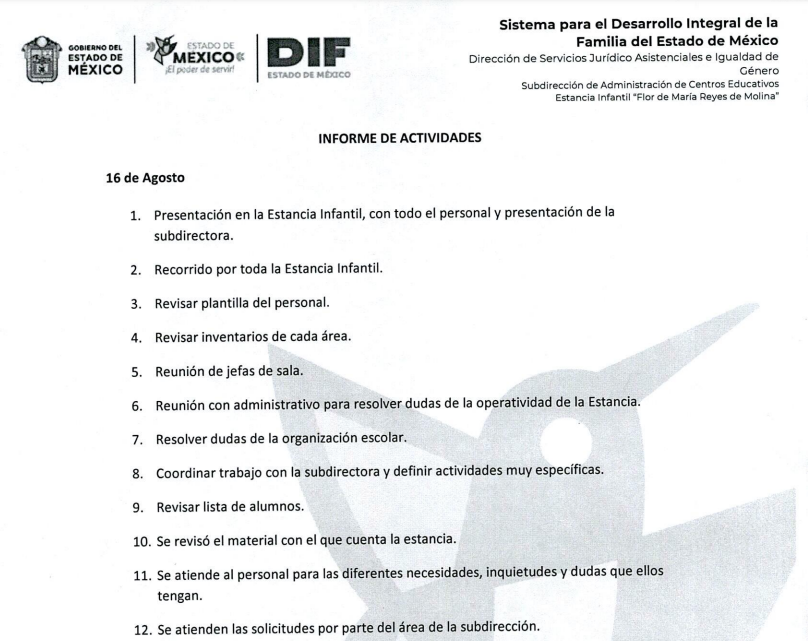 GOBIERNO DEL
ESTADO DE
MÉXICO
ESTADO DE
MÉXICO
¡El poder de servir!
DIF
ESTADO DE MÉXICO
Sistema para el Desarrollo Integral de la
Familia del Estado de México
Dirección de Servicios Jurídico Asistenciales e Igualdad de
Género
Subdirección de Administración de Centros Educativos
Estancia Infantil "Flor de María Reyes de Molina"
INFORME DE ACTIVIDADES
16 de Agosto
1. Presentación en la Estancia Infantil, con todo el personal y presentación de la
subdirectora.
2. Recorrido por toda la Estancia Infantil.
3. Revisar plantilla del personal.
4. Revisar inventarios de cada área.
5. Reunión de jefas de sala.
6. Reunión con administrativo para resolver dudas de la operatividad de la Estancia.
7. Resolver dudas de la organización escolar.
8. Coordinar trabajo con la subdirectora y definir actividades muy específicas.
9. Revisar lista de alumnos.
10. Se revisó el material con el que cuenta la estancia.
11. Se atiende al personal para las diferentes necesidades, inquietudes y dudas que ellos
tengan.
12. Se atienden las solicitudes por parte del área de la subdirección.